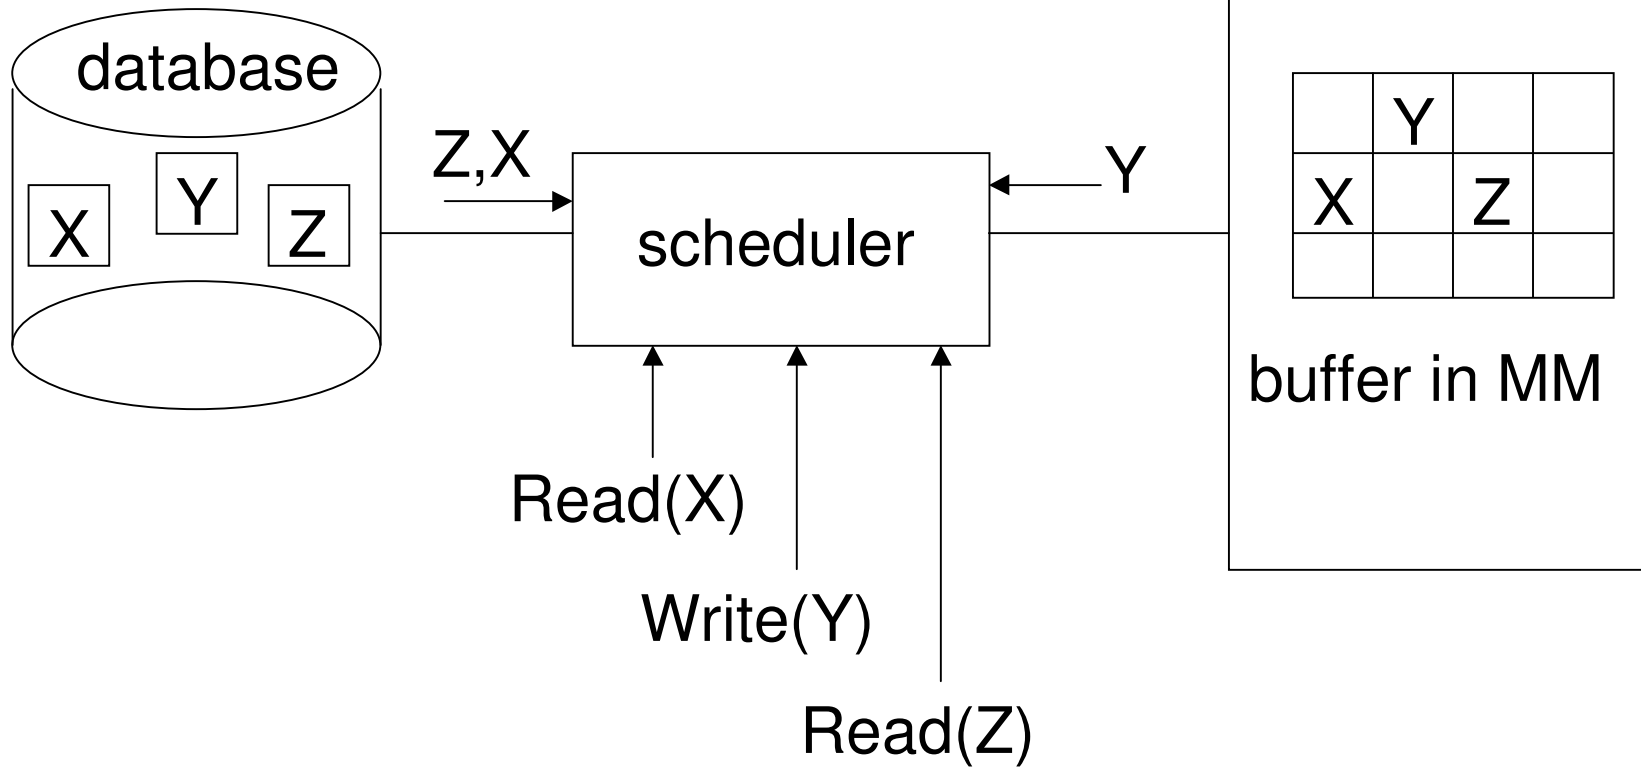 database
X
Y
Z
Z,X
scheduler
Y
Y
X
Z
buffer in MM
Read(X)
Write(Y)
Read(Z)